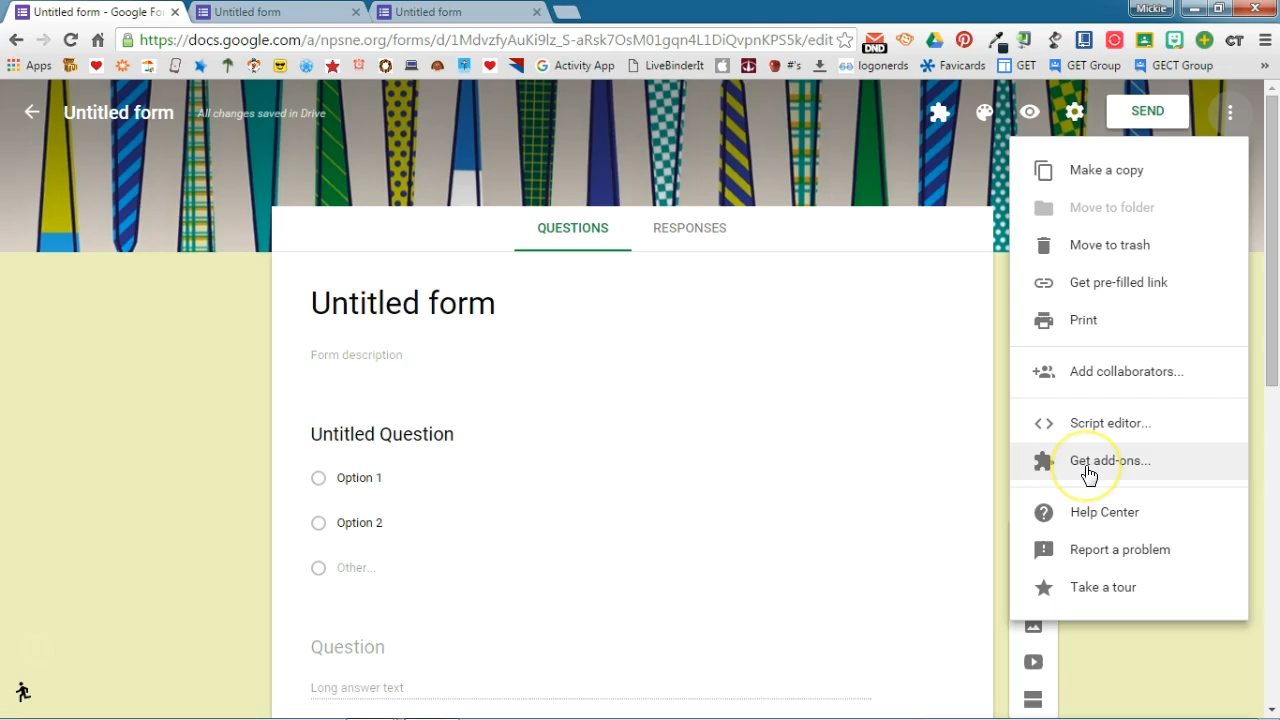 Untitled form - Google Fo
Untitled form
Untitled form
Mickie
https://docs.google.com/a/npsne.org/forms/d/1MdvzfyAuKi9lz_S-aRsk7OsM01gqn4L1DiQvpnKPS5k/edit
DND
CT
Apps
Activity App
LiveBinderIt
#'s
logonerds
Favicards
GET
GET Group
GECT Group
»
Untitled form
All changes saved in Drive
SEND
QUESTIONS
RESPONSES
Untitled form
Form description
Untitled Question
Option 1
Option 2
Other...
Question
Long answer text
Make a copy
Move to folder
Move to trash
Get pre-filled link
Print
Add collaborators...
Script editor...
Get add-ons...
Help Center
Report a problem
Take a tour